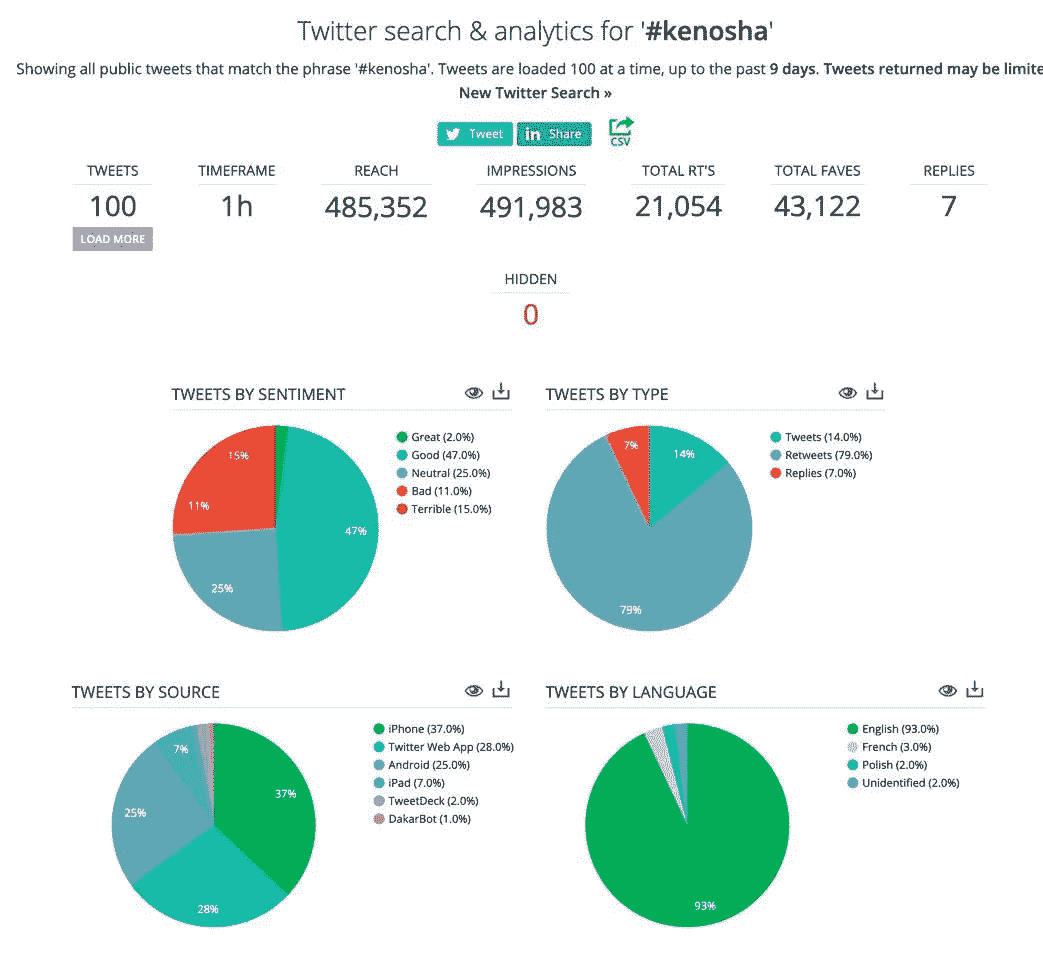 Twitter search & analytics for '#kenosha'
Showing all public tweets that match the phrase '#kenosha'. Tweets are loaded 100 at a time, up to the past 9 days. Tweets returned may be limite
New Twitter Search »
Tweet
in Share
CSV
TWEETS
TIMEFRAME
REACH
IMPRESSIONS
TOTAL RT'S
TOTAL FAVES
REPLIES
100
1h
485,352
491,983
21,054
43,122
7
LOAD MORE
HIDDEN
0
TWEETS BY SENTIMENT
Great (2.0%)
Good (47.0%)
Neutral (25.0%)
Bad (11.0%)
Terrible (15.0%)
15%
11%
47%
25%
TWEETS BY TYPE
Tweets (14.0%)
Retweets (79.0%)
Replies (7.0%)
7%
14%
79%
TWEETS BY SOURCE
iPhone (37.0%)
Twitter Web App (28.0%)
Android (25.0%)
iPad (7.0%)
TweetDeck (2.0%)
DakarBot (1.0%)
7%
37%
25%
28%
TWEETS BY LANGUAGE
English (93.0%)
French (3.0%)
Polish (2.0%)
Unidentified (2.0%)
93%